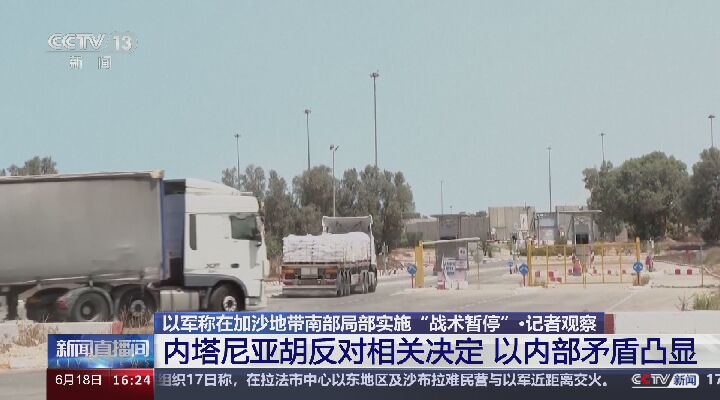 CCTV 13
新闻
以军称在加沙地带南部局部实施“战术暂停”·记者观察
新闻直播间
内塔尼亚胡反对相关决定 以内部矛盾凸显
6月18日 16:24
组织17日称，在拉法市中心以东地区及沙布拉难民营与以军近距离交火。
CCTV 新闻